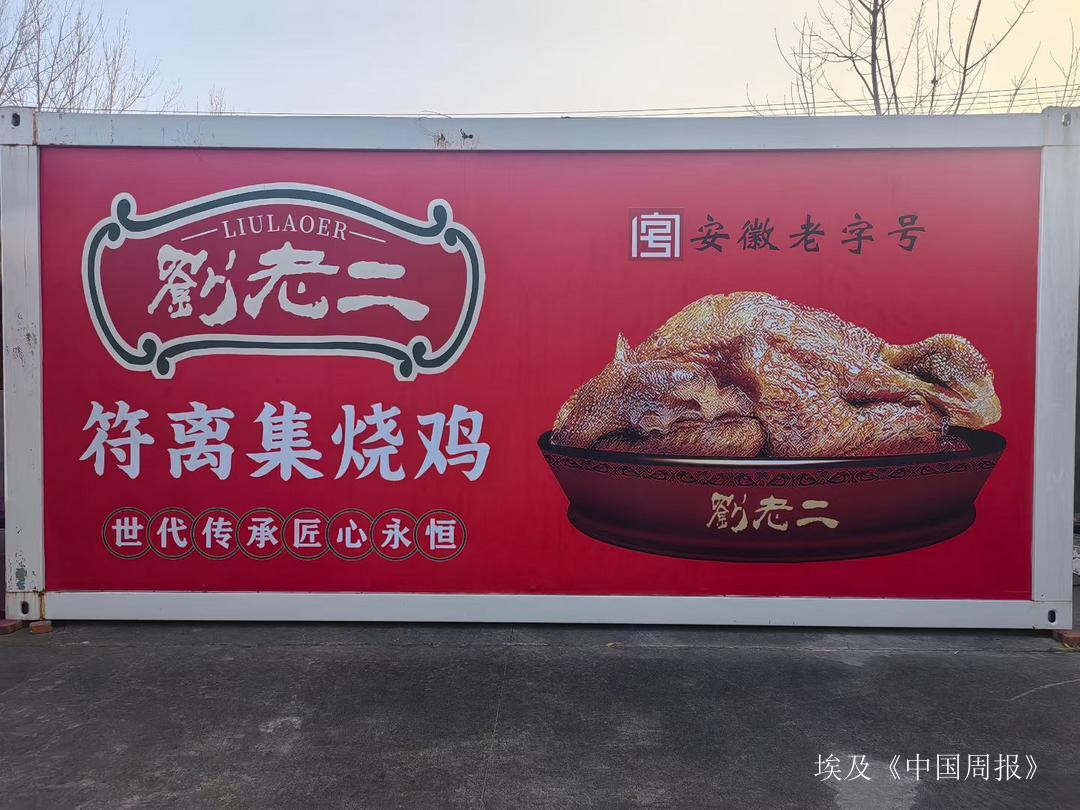 LIULAOER
劉老二
符离集烧鸡
世代传承匠心永恒
安徽老字号
劉老二
埃及《中国周报》